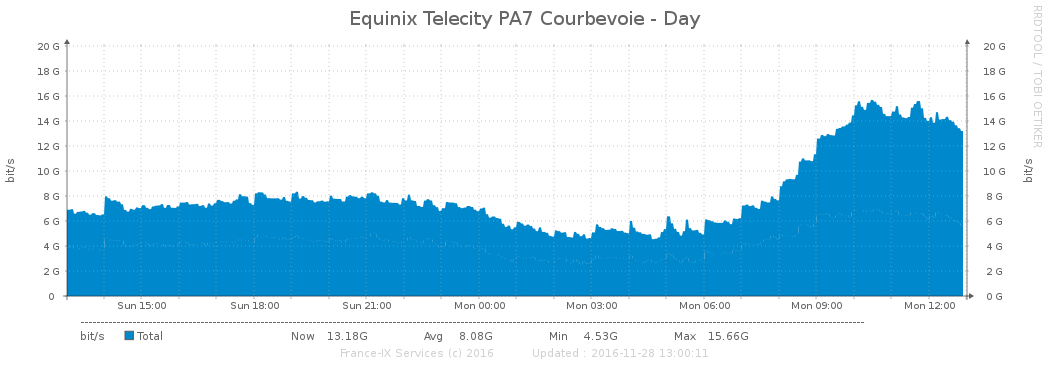 Equinix Telecity PA7 Courbevoie - Day
RRDTOOL / TOBI OETIKER
20 G 20 G
18 G 18 G
16 G 16 G
14 G 14 G
12 G 12 G
10 G 10 G
8 G 8 G
6 G 6 G
4 G 4 G
2 G 2 G
0 0 G
bit/s bit/s
Sun 15:00 Sun 18:00 Sun 21:00 Mon 00:00 Mon 03:00 Mon 06:00 Mon 09:00 Mon 12:00
bit/s Total Now 13.18G Avg 8.08G Min 4.53G Max 15.66G
France-IX Services (c) 2016 Updated : 2016-11-28 13:00:11